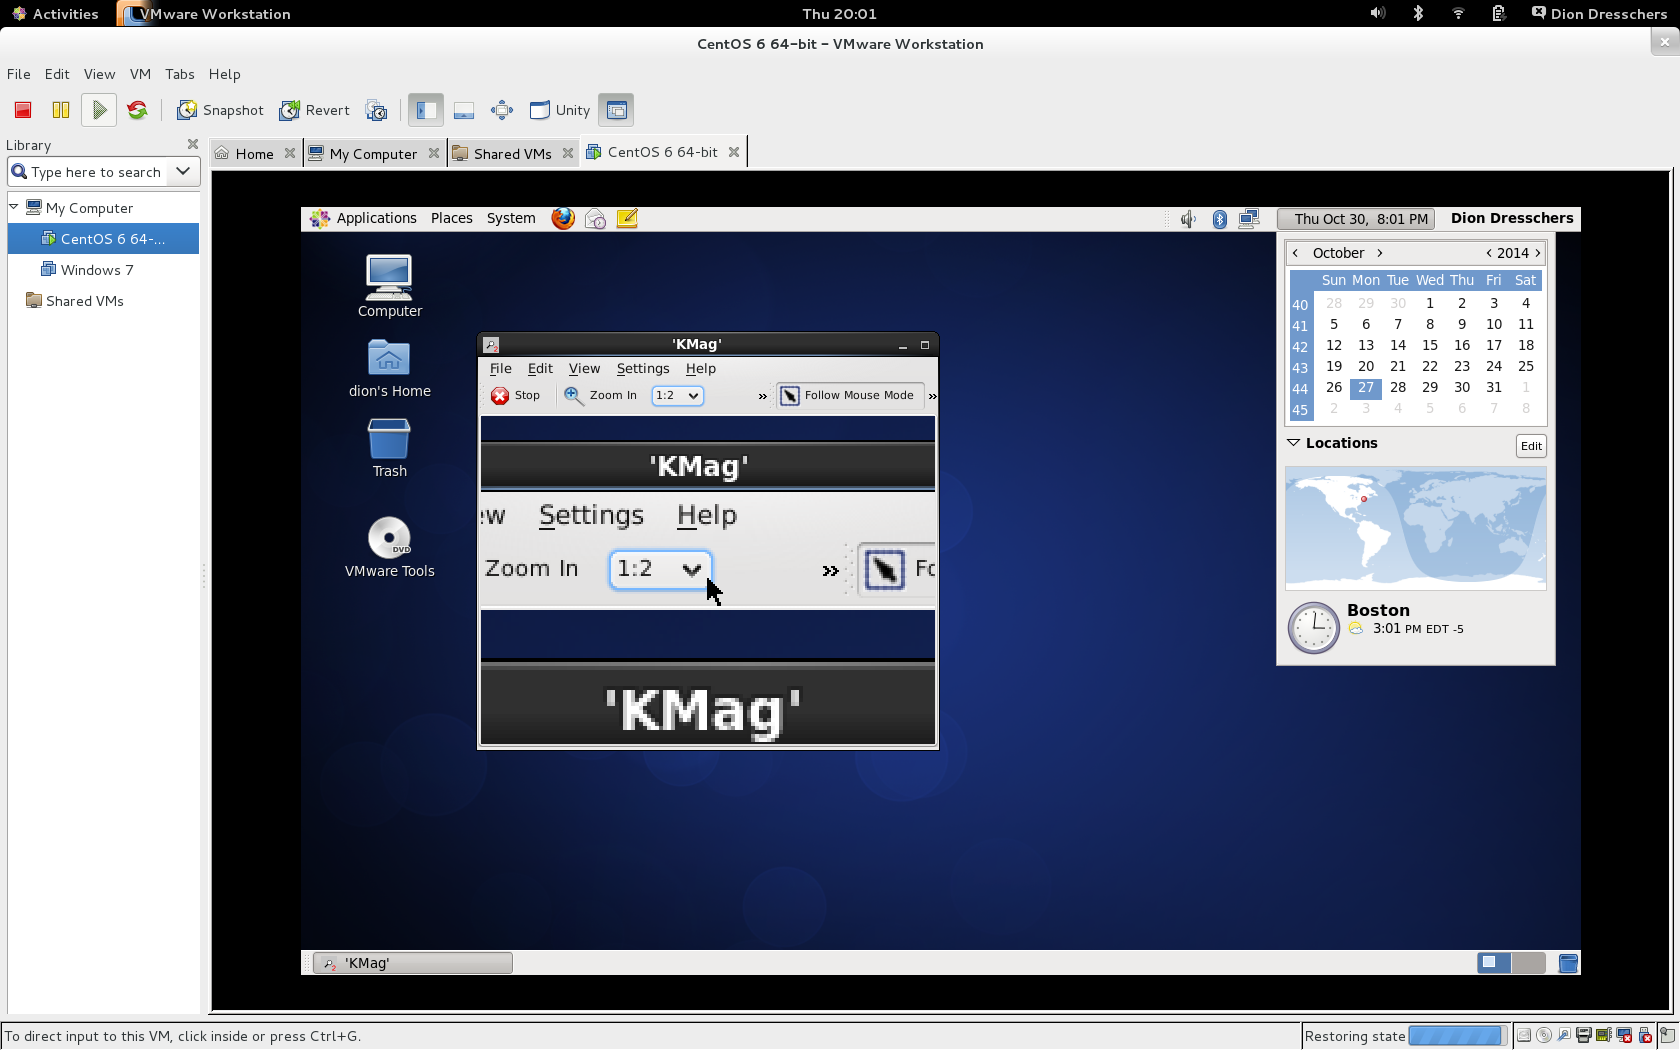 Activities VMware Workstation Thu 20:01 Dion Dresschers
CentOS 6 64-bit - VMware Workstation
File Edit View VM Tabs Help
Snapshot Revert Unity
Library
Type here to search
My Computer
CentOS 6 64-...
Windows 7
Shared VMs
Home My Computer Shared VMs CentOS 6 64-bit
Applications Places System Thu Oct 30, 8:01 PM Dion Dresschers
Computer
dion's Home
Trash
DVD
VMware Tools
'KMag'
File Edit View Settings Help
Stop Zoom In 1:2 » Follow Mouse Mode »
'KMag'
ew Settings Help
Zoom In 1:2 » Fo
'KMag'
< October > < 2014 >
Sun Mon Tue Wed Thu Fri Sat
40 28 29 30 1 2 3 4
41 5 6 7 8 9 10 11
42 12 13 14 15 16 17 18
43 19 20 21 22 23 24 25
44 26 27 28 29 30 31 1
45 2 3 4 5 6 7 8
Locations Edit
Boston
3:01 PM EDT -5
'KMag'
To direct input to this VM, click inside or press Ctrl+G. Restoring state